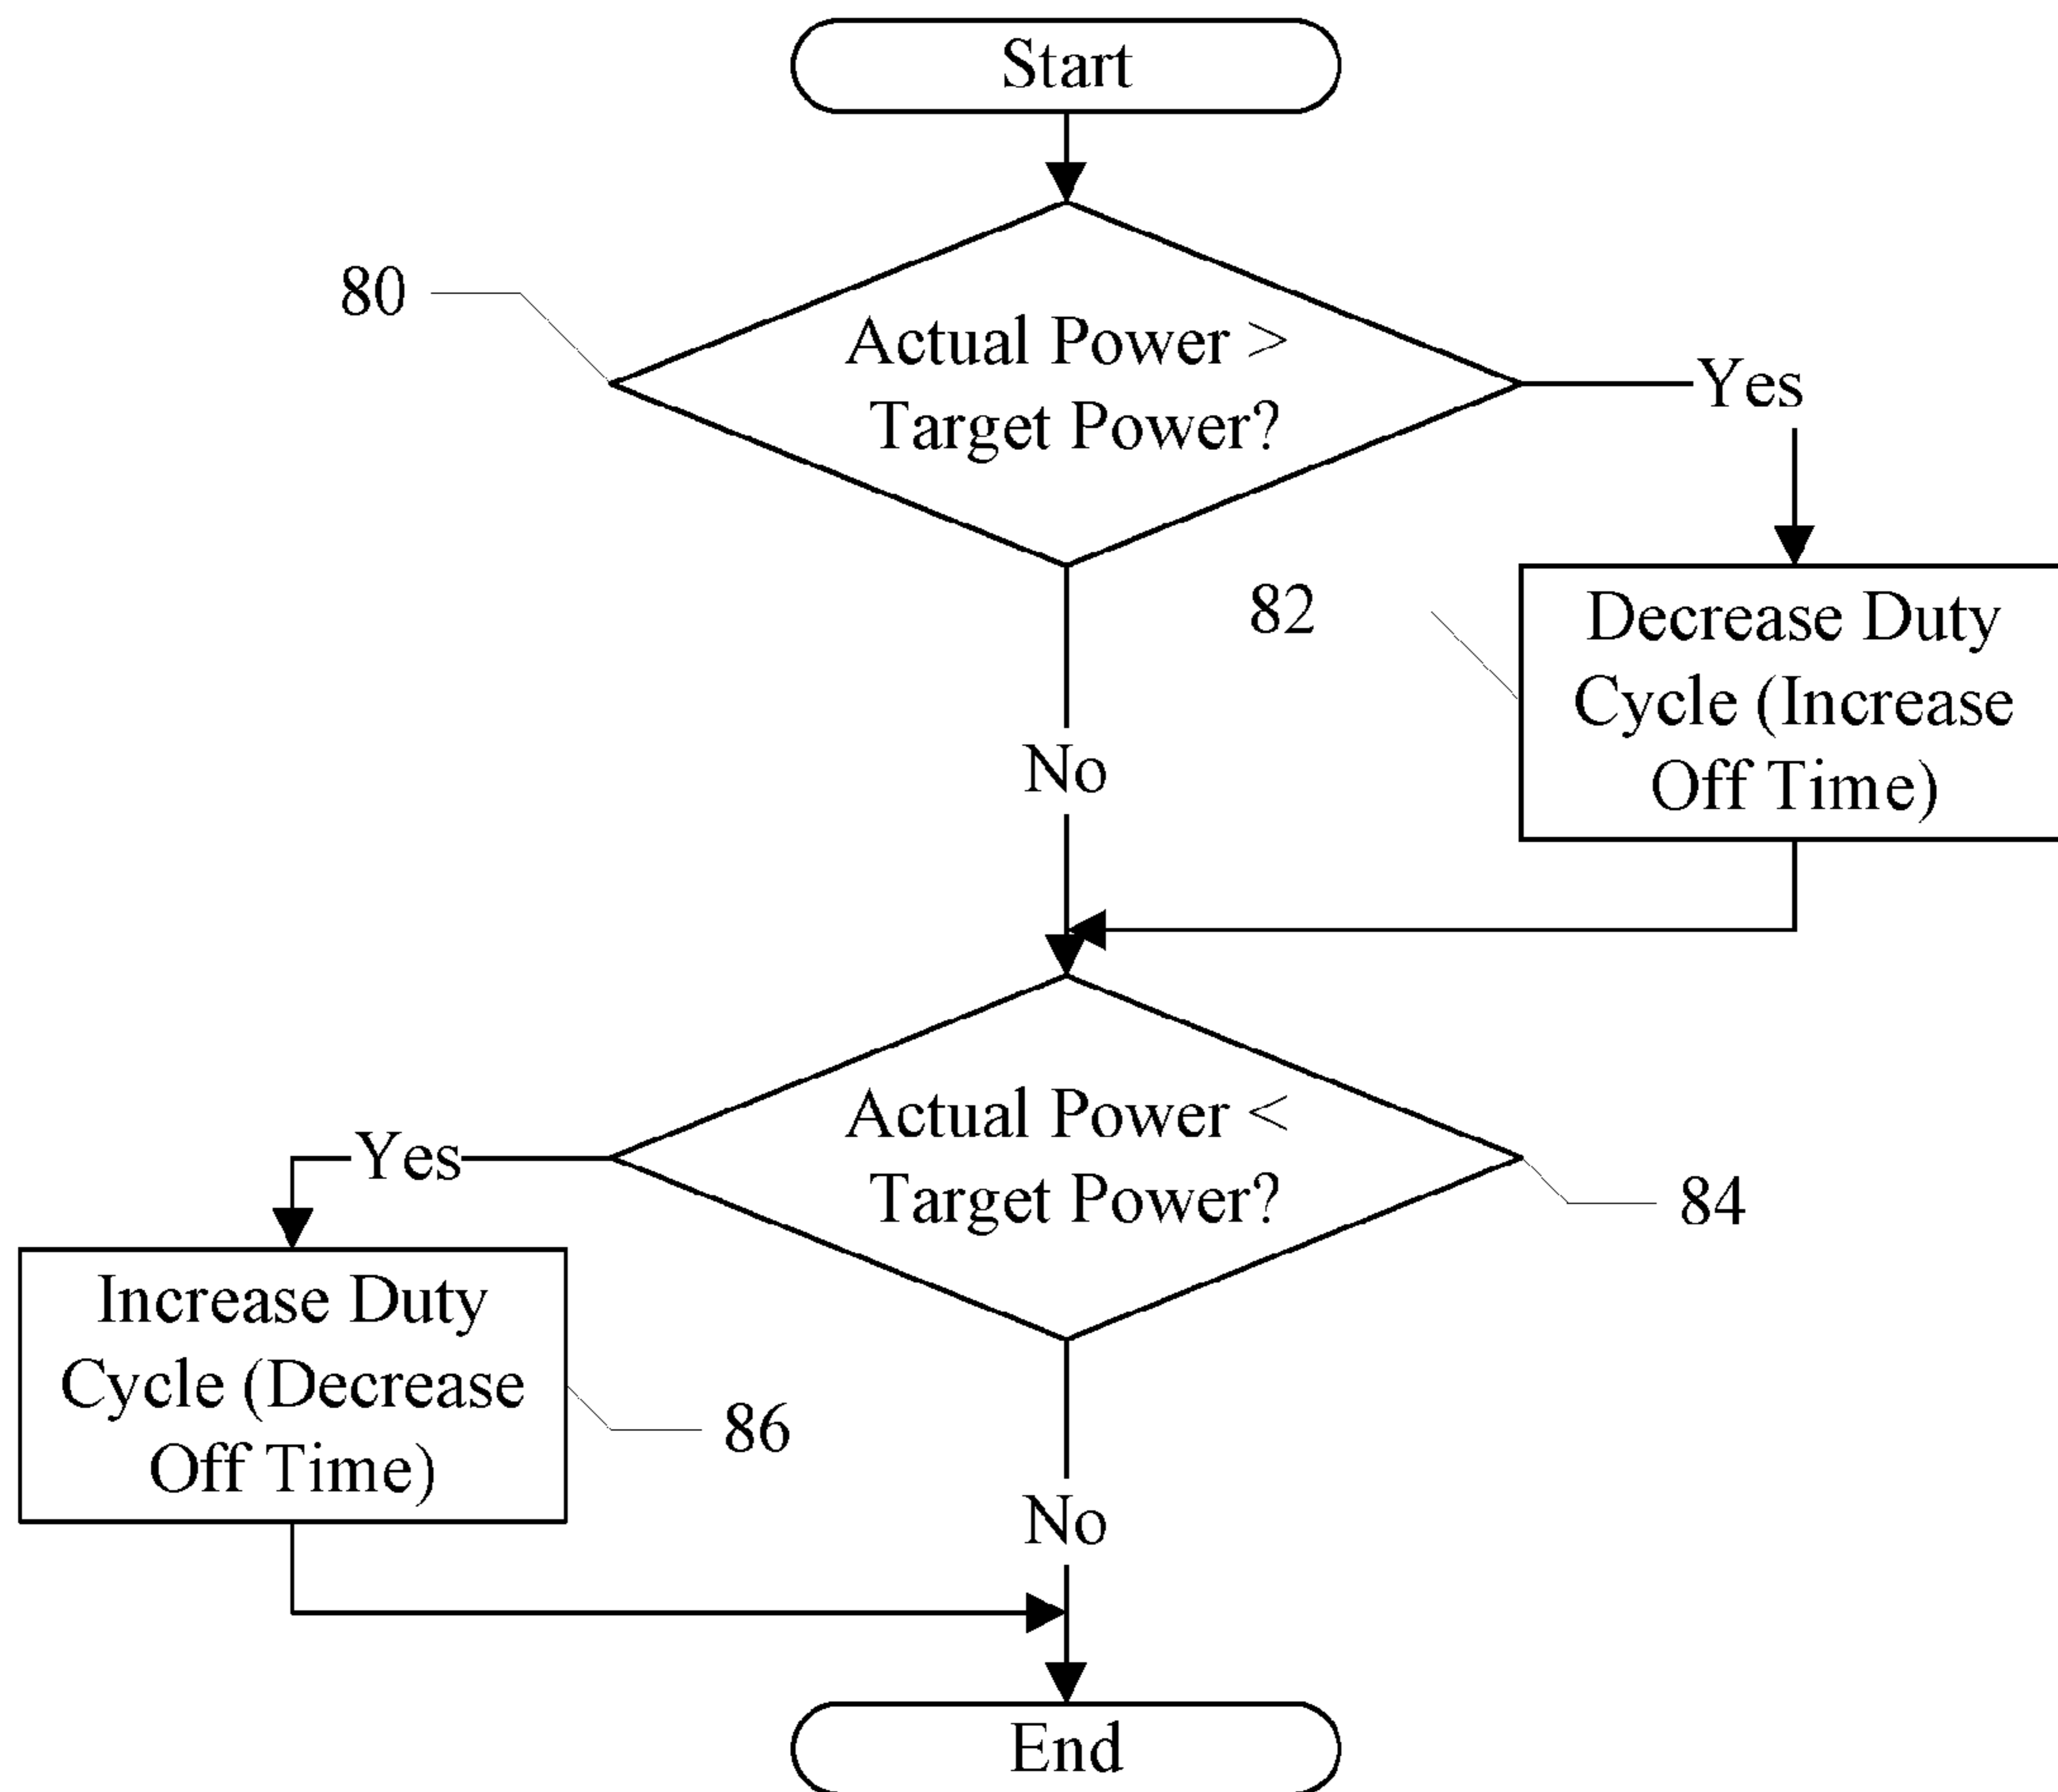 Start
80
Actual Power >
Target Power?
Yes
82
Decrease Duty
Cycle (Increase
Off Time)
No
Actual Power <
Target Power?
Yes
84
Increase Duty
Cycle (Decrease
Off Time)
86
No
End